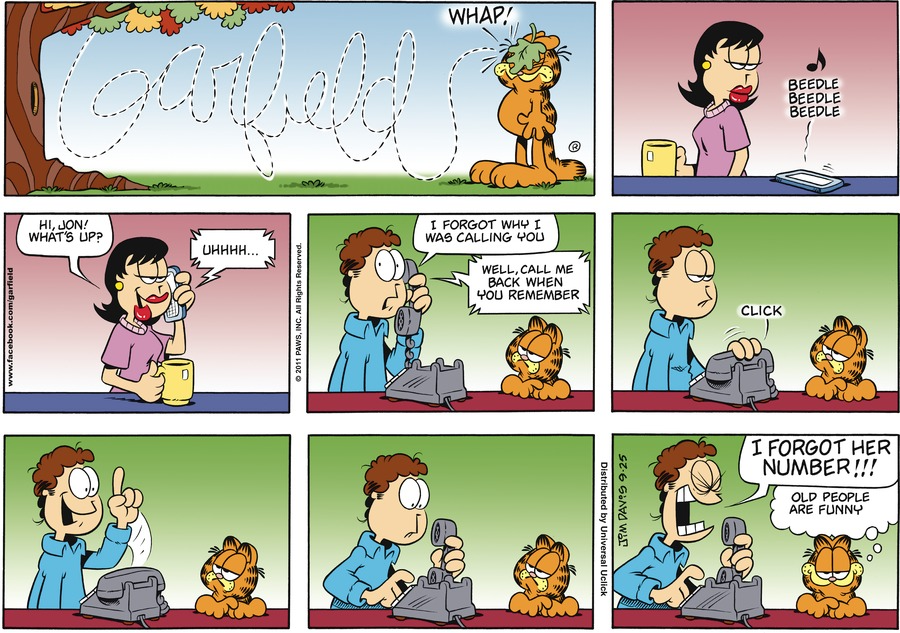 Garfield
WHAP!
®
BEEDLE
BEEDLE
BEEDLE
www.facebook.com/garfield
HI, JON!
WHAT'S UP?
UHHHH...
© 2011 PAWS, INC. All Rights Reserved.
I FORGOT WHY I
WAS CALLING YOU
WELL, CALL ME
BACK WHEN
YOU REMEMBER
CLICK
Distributed by Universal Uclick
JIM DAVIS 9·25
I FORGOT HER
NUMBER!!!
OLD PEOPLE
ARE FUNNY